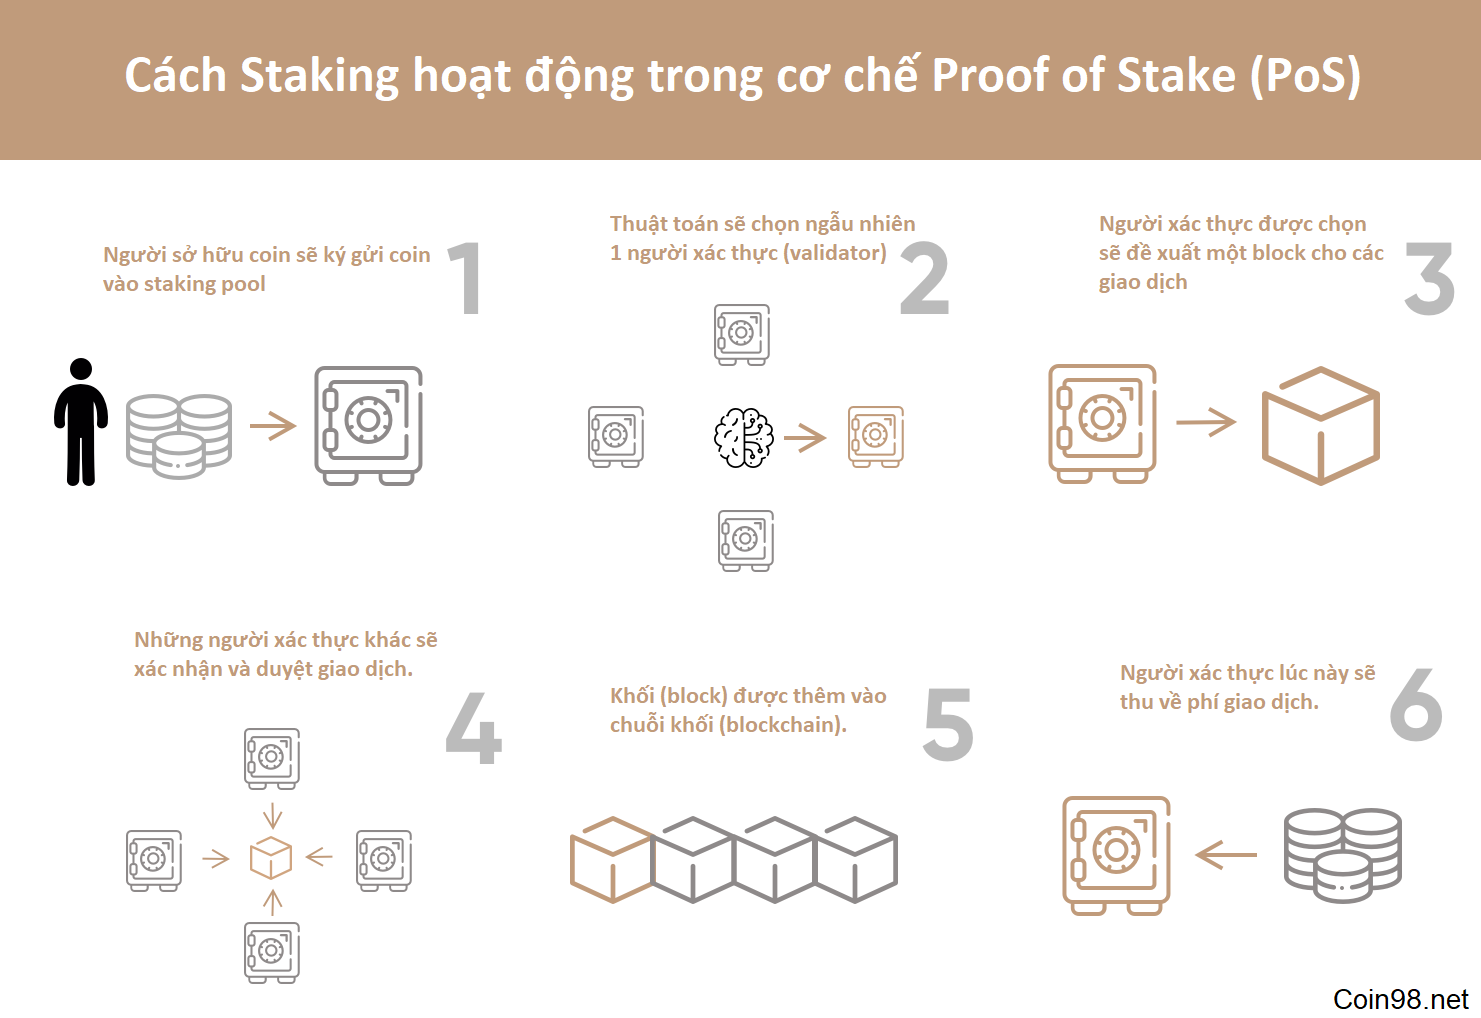 Cách Staking hoạt động trong cơ chế Proof of Stake (PoS)
Người sở hữu coin sẽ ký gửi coin
vào staking pool
1
Thuật toán sẽ chọn ngẫu nhiên
1 người xác thực (validator)
2
Người xác thực được chọn
sẽ đề xuất một block cho các
giao dịch
3
Những người xác thực khác sẽ
xác nhận và duyệt giao dịch.
4
Khối (block) được thêm vào
chuỗi khối (blockchain).
5
Người xác thực lúc này sẽ
thu về phí giao dịch.
6
Coin98.net